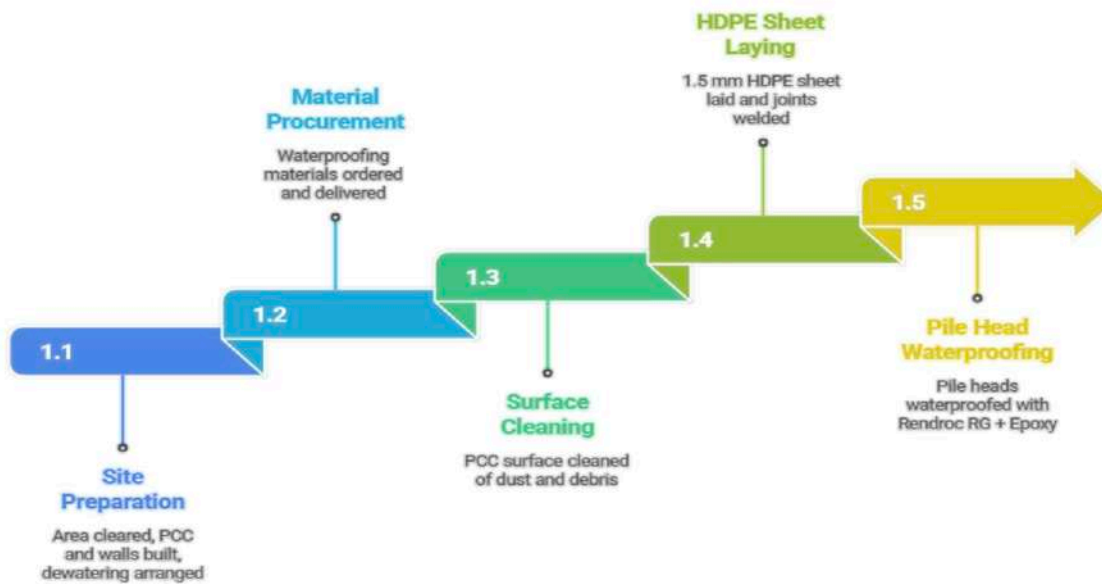 1.1
Site
Preparation
Area cleared, PCC
and walls built,
dewatering arranged
1.2
Material
Procurement
Waterproofing
materials ordered
and delivered
1.3
Surface
Cleaning
PCC surface cleaned
of dust and debris
1.4
HDPE Sheet
Laying
1.5 mm HDPE sheet
laid and joints
welded
1.5
Pile Head
Waterproofing
Pile heads
waterproofed with
Rendroc RG + Epoxy